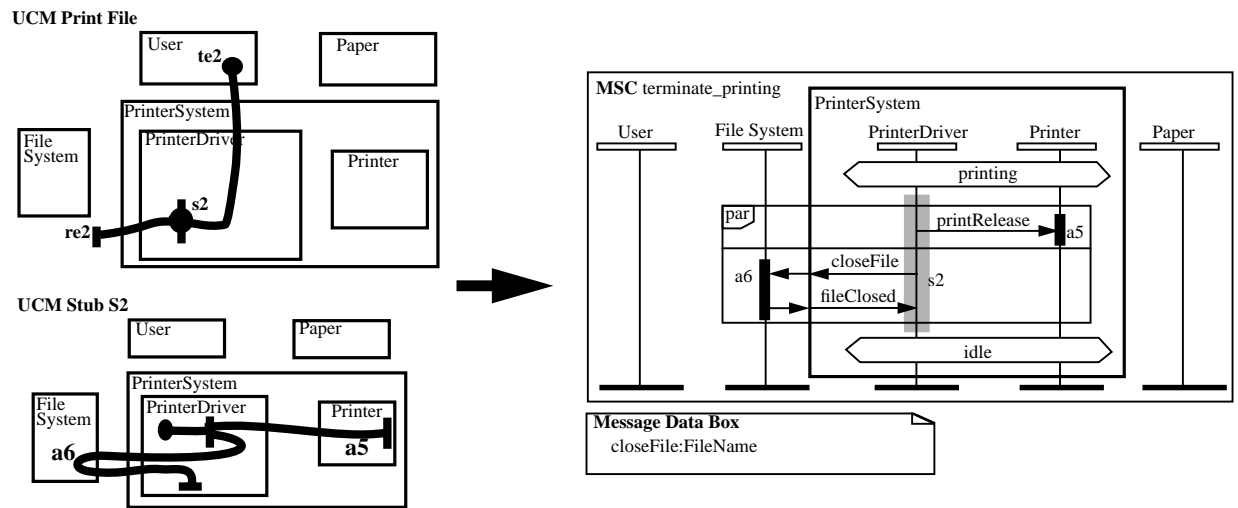 UCM Print File
User
te2
Paper
PrinterSystem
File
System
PrinterDriver
Printer
s2
re2
UCM Stub S2
User
Paper
PrinterSystem
File
System
PrinterDriver
Printer
a6
a5
MSC terminate_printing
PrinterSystem
User
File System
PrinterDriver
Printer
Paper
printing
par
printRelease
a5
closeFile
a6
s2
fileClosed
idle
Message Data Box
closeFile:FileName